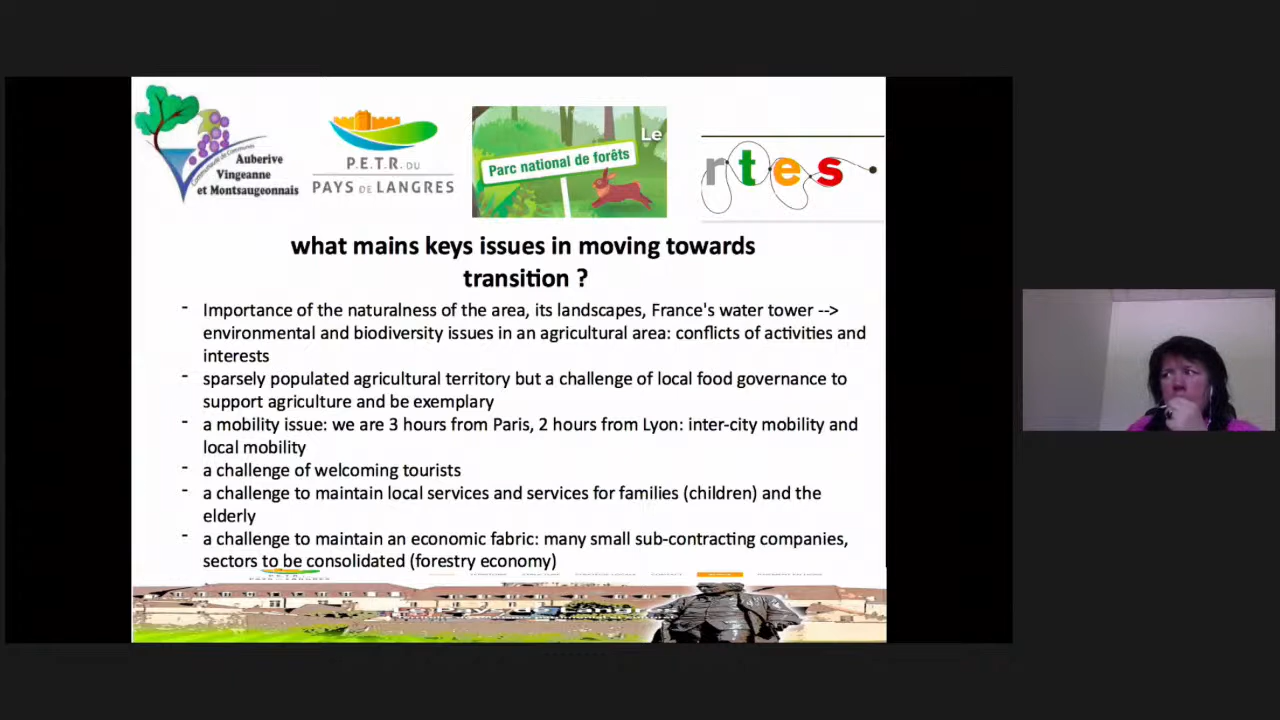 Communauté de Communes
Auberive
Vingeanne
et Montsaugeonnais
P.E.T.R. DU
PAYS DE LANGRES
Le
Parc national de forêts
rtes
what mains keys issues in moving towards
transition ?
- Importance of the naturalness of the area, its landscapes, France's water tower -->
environmental and biodiversity issues in an agricultural area: conflicts of activities and
interests
- sparsely populated agricultural territory but a challenge of local food governance to
support agriculture and be exemplary
- a mobility issue: we are 3 hours from Paris, 2 hours from Lyon: inter-city mobility and
local mobility
- a challenge of welcoming tourists
- a challenge to maintain local services and services for families (children) and the
elderly
- a challenge to maintain an economic fabric: many small sub-contracting companies,
sectors to be consolidated (forestry economy)